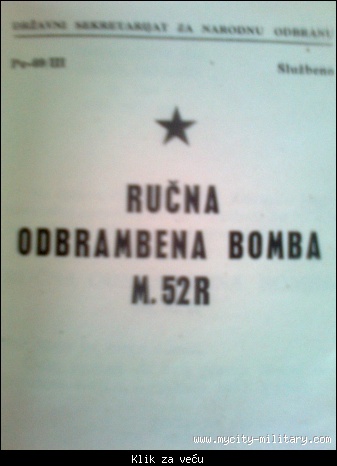 DRŽAVNI SEKRETARIJAT ZA NARODNU ODBRANU
Službeno
RUČNA
ODBRAMBENA BOMBA
M. 52R
www.mycity-military.com
Klik za veću